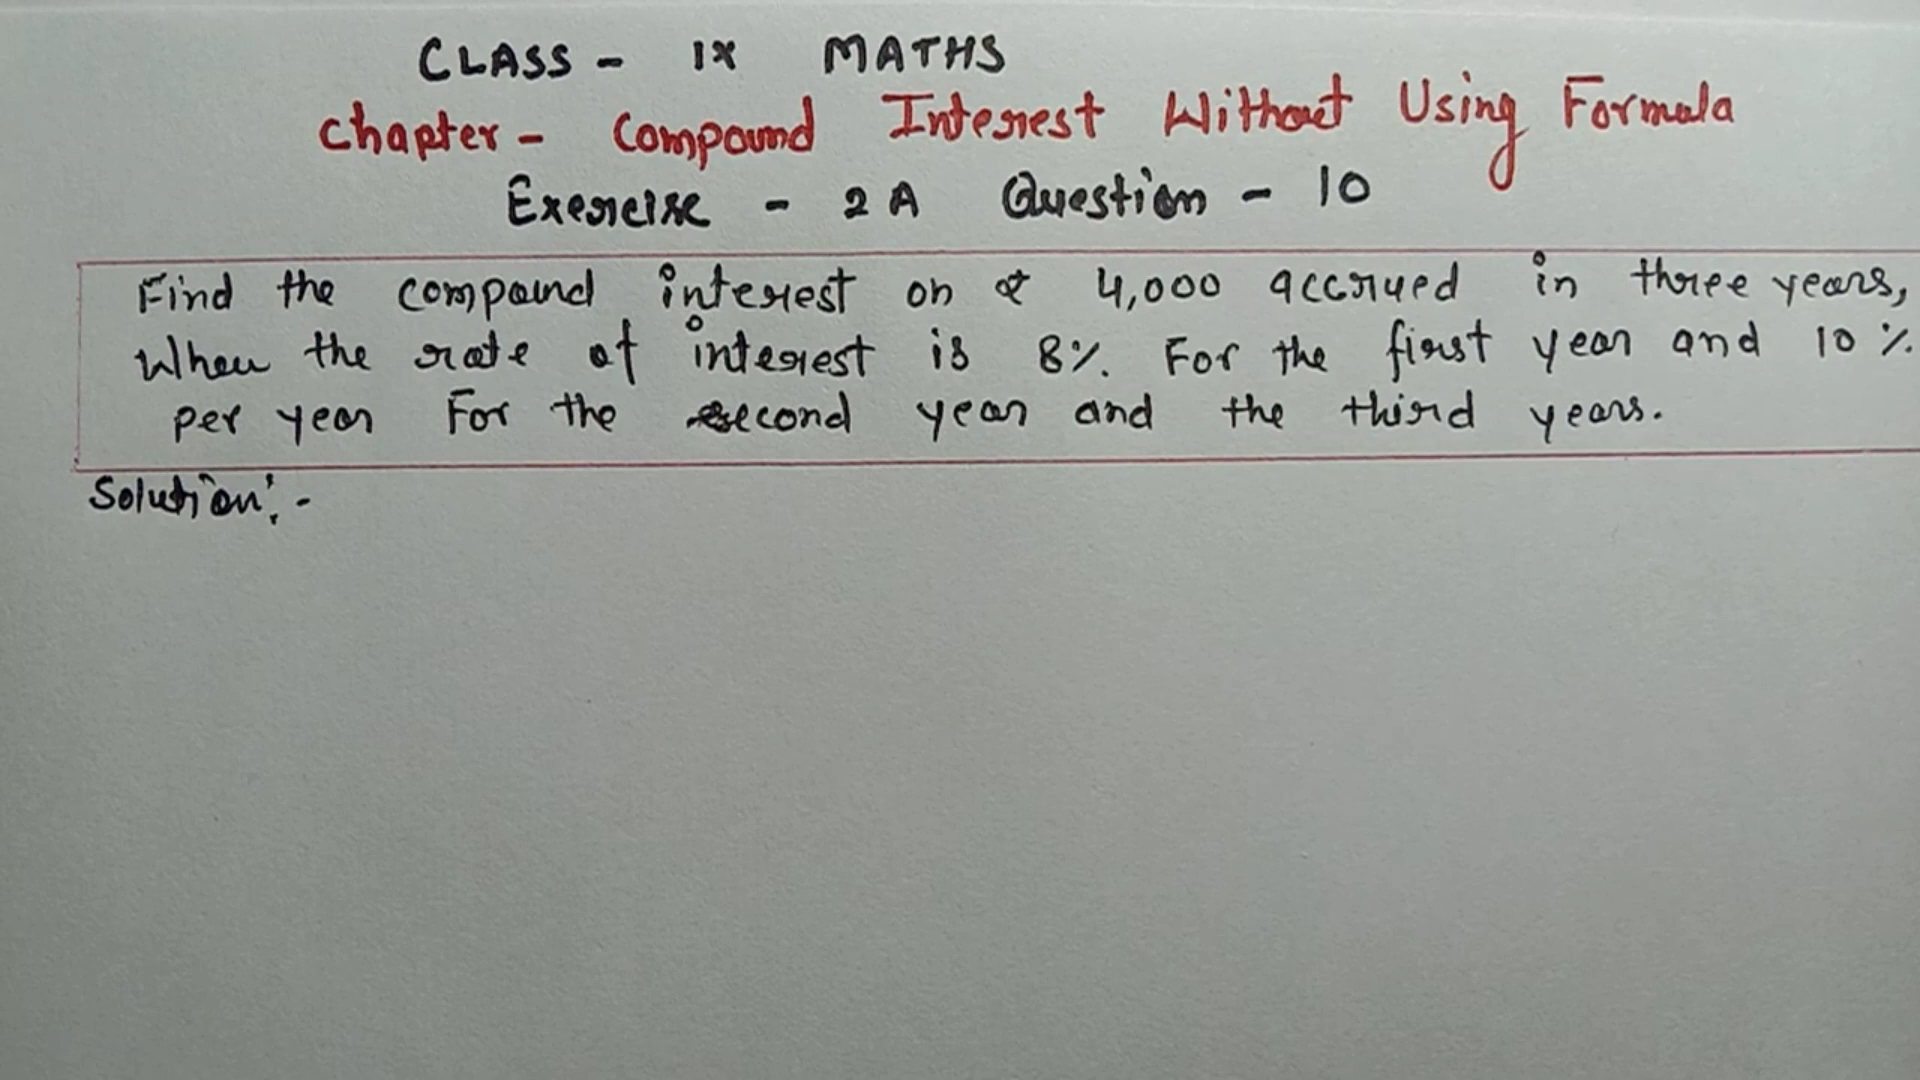 CLASS - IX MATHS
Chapter - Compound Interest Without Using Formula
Exercise - 2A Question - 10
Find the compound interest on ₹ 4,000 accrued in three years,
When the rate of interest is 8% For the first year and 10%
per year For the second year and the third years.
Solution:-